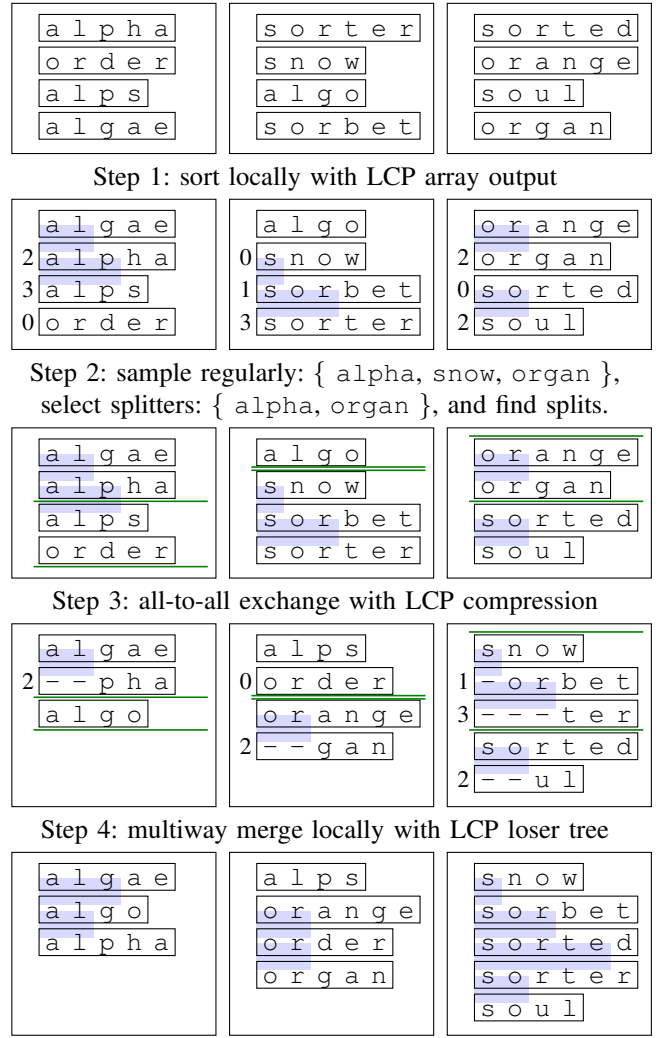 alpha sorter sorted
order snow orange
alps algo soul
algae sorbet organ
Step 1: sort locally with LCP array output
algae algo orange
2 alpha 0 snow 2 organ
3 alps 1 sorbet 0 sorted
0 order 3 sorter 2 soul
Step 2: sample regularly: { alpha, snow, organ },
select splitters: { alpha, organ }, and find splits.
algae algo orange
alpha snow organ
alps sorbet sorted
order sorter soul
Step 3: all-to-all exchange with LCP compression
algae alps snow
2 --pha 0 order 1 -orbet
algo orange 3 ---ter
2 --gan sorted
2 --ul
Step 4: multiway merge locally with LCP loser tree
algae alps snow
algo orange sorbet
alpha order sorted
organ sorter
soul